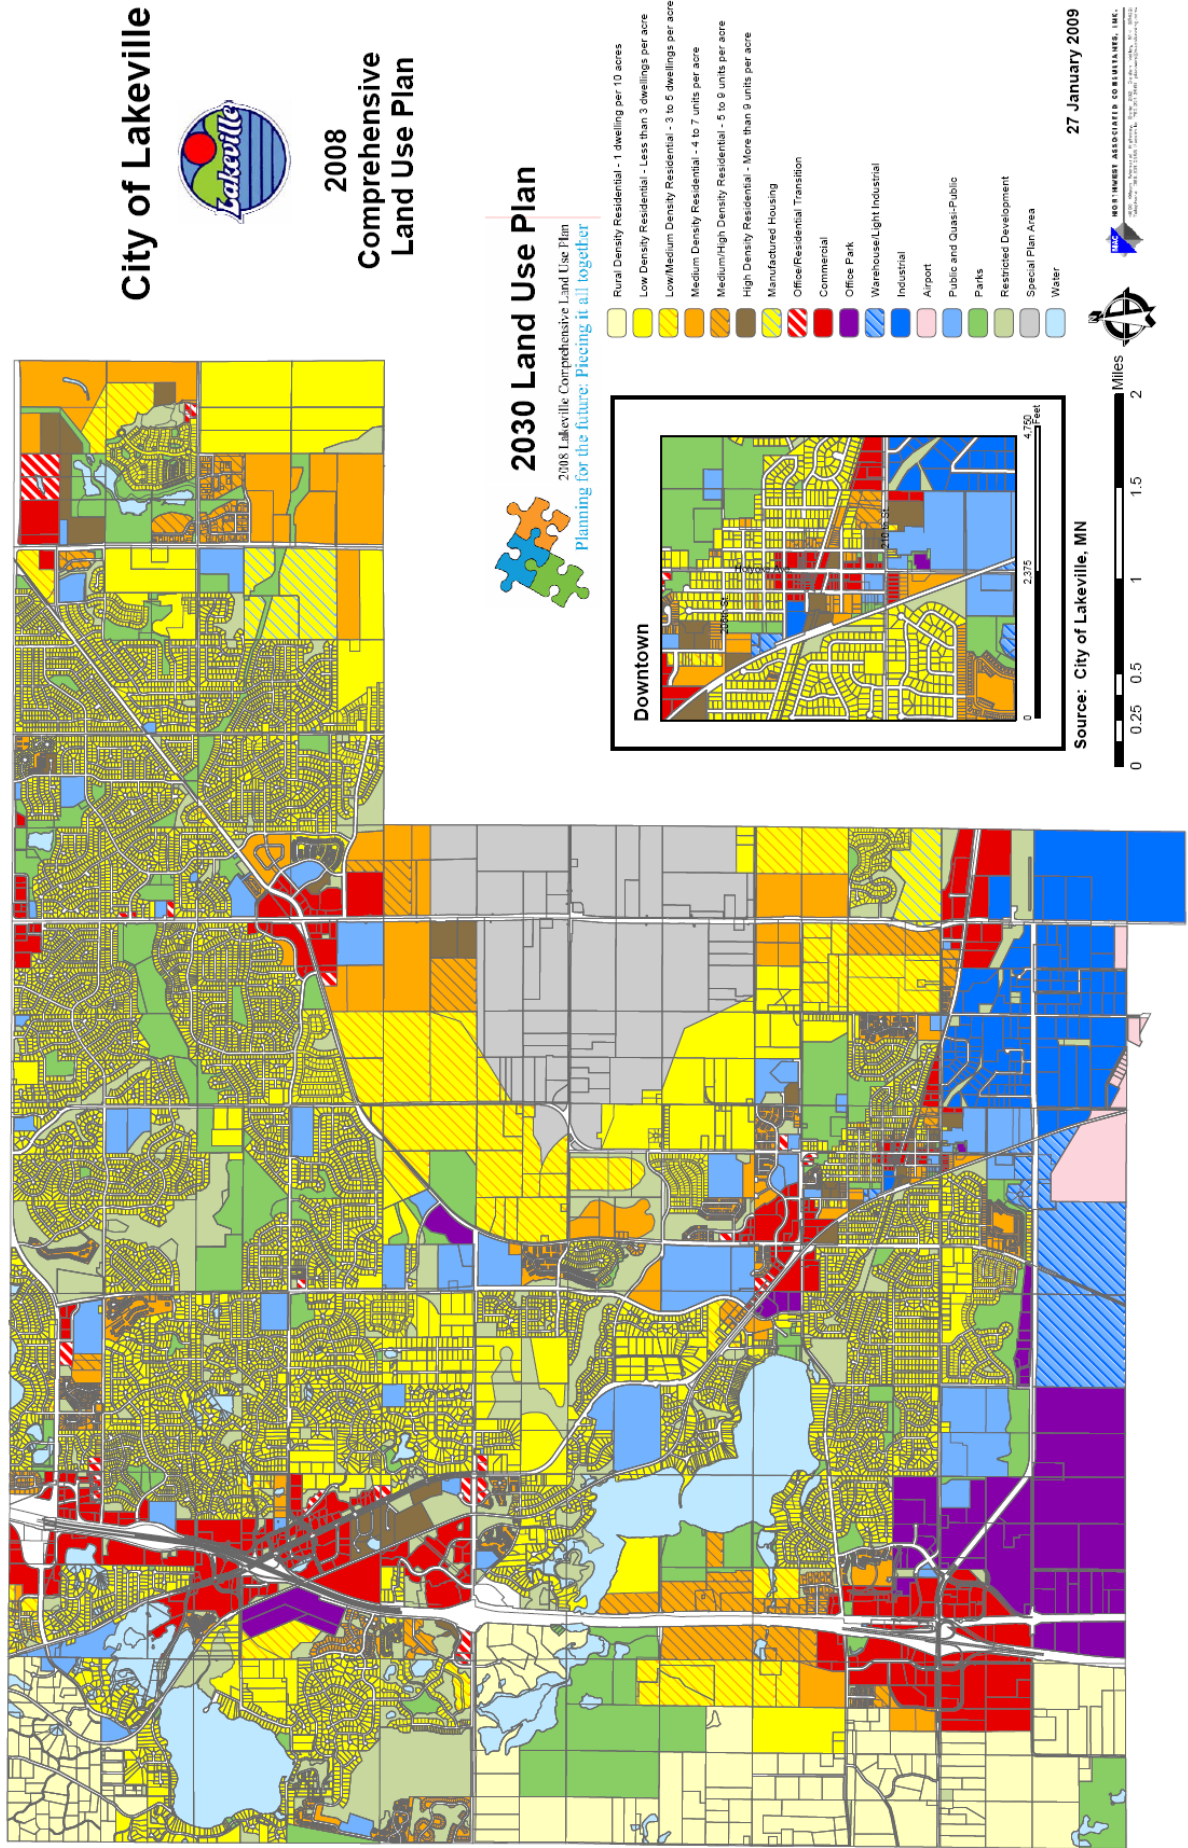 City of Lakeville
Lakeville
2008
Comprehensive
Land Use Plan
2030 Land Use Plan
2008 Lakeville Comprehensive Land Use Plan
Planning for the future: Piecing it all together
Rural Density Residential - 1 dwelling per 10 acres
Low Density Residential - Less than 3 dwellings per acre
Low/Medium Density Residential - 3 to 5 dwellings per acre
Medium Density Residential - 4 to 7 units per acre
Medium/High Density Residential - 5 to 9 units per acre
High Density Residential - More than 9 units per acre
Manufactured Housing
Office/Residential Transition
Commercial
Office Park
Warehouse/Light Industrial
Industrial
Airport
Public and Quasi-Public
Parks
Restricted Development
Special Plan Area
Water
Downtown
Holyoke Ave
210th St
0 2,375 4,750
Feet
Source: City of Lakeville, MN
0 0.25 0.5 1 1.5 2
Miles
27 January 2009
NORTHWEST ASSOCIATED CONSULTANTS, INC.